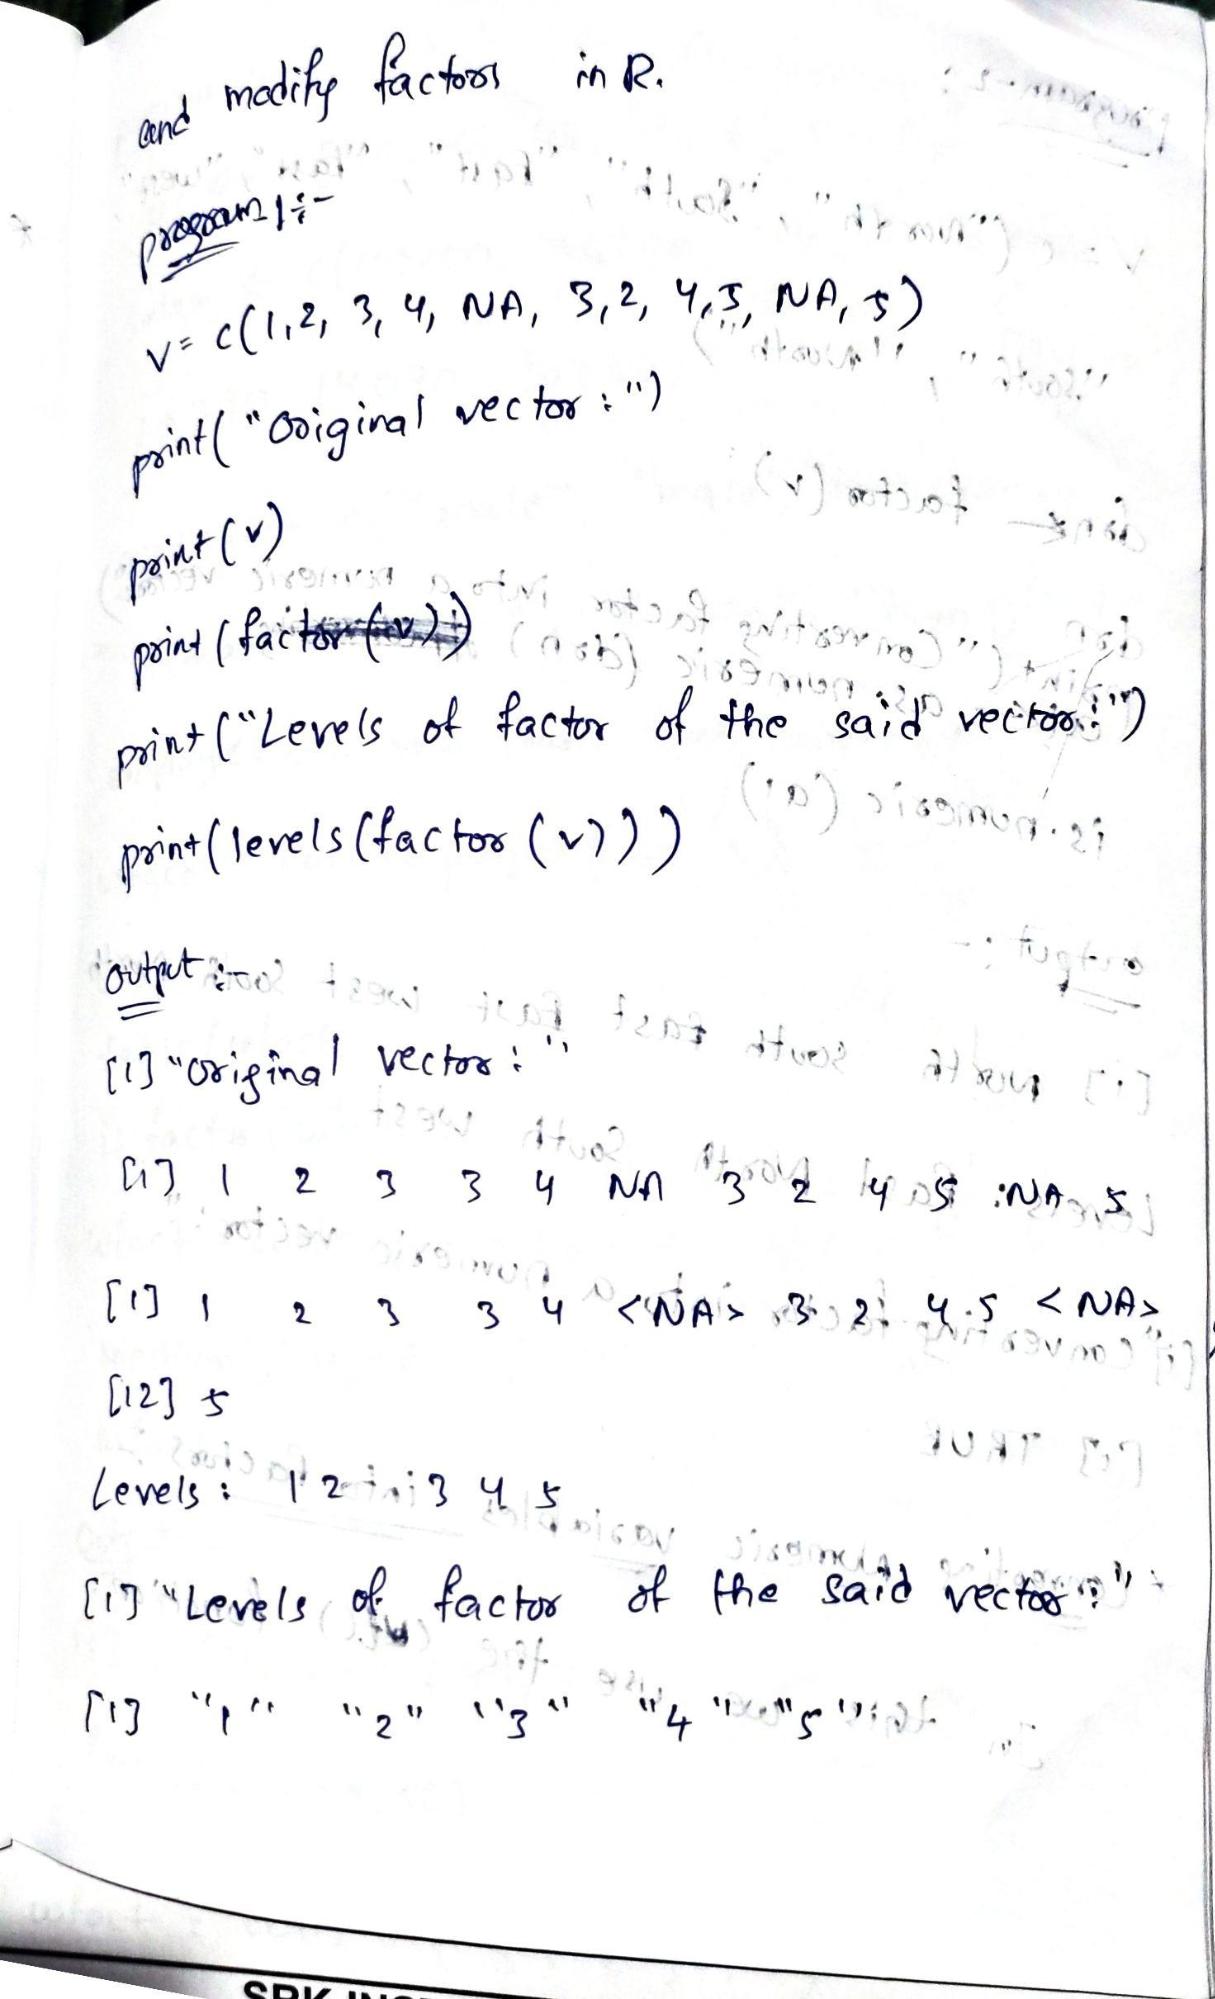 and modify factors in R.
program 1:-
v= c(1,2, 3, 4, NA, 3,2, 4,5, NA, 5)
print("Original vector:")
print(v)
print(factor(v))
print("Levels of factor of the said vector:")
print(levels(factor(v)))
output:-
[1] "Original vector:"
[1] 1 2 3 3 4 NA 3 2 4 5 NA 5
[1] 1 2 3 3 4 <NA> 3 2 4 5 <NA>
[12] 5
Levels: 1 2 3 4 5
[1] "Levels of factor of the said vector:"
[1] "1" "2" "3" "4" "5"